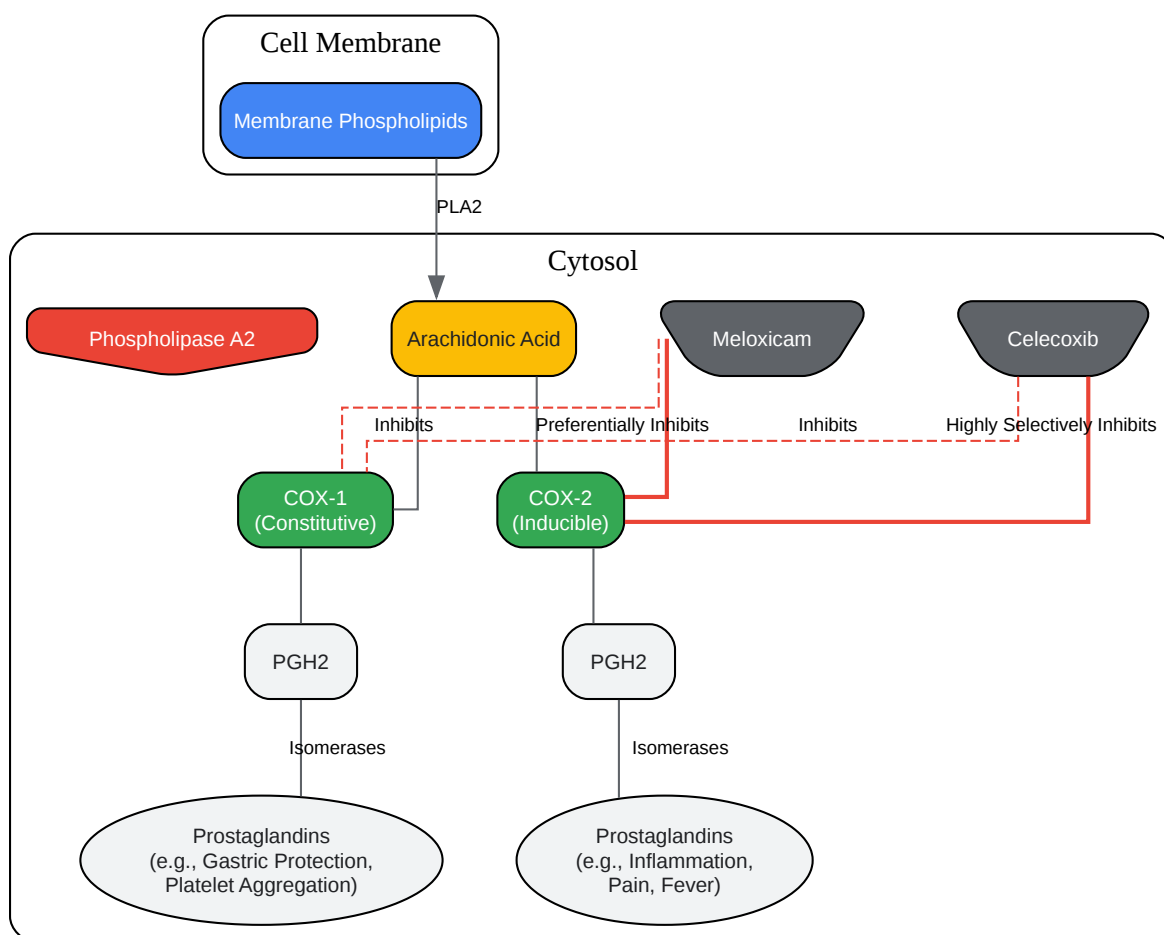 Cell Membrane
Membrane Phospholipids
PLA2
Cytosol
Phospholipase A2
Arachidonic Acid
Meloxicam
Celecoxib
Inhibits
Preferentially Inhibits
Inhibits
Highly Selectively Inhibits
COX-1
(Constitutive)
COX-2
(Inducible)
PGH2
PGH2
Isomerases
Isomerases
Prostaglandins
(e.g., Gastric Protection,
Platelet Aggregation)
Prostaglandins
(e.g., Inflammation,
Pain, Fever)